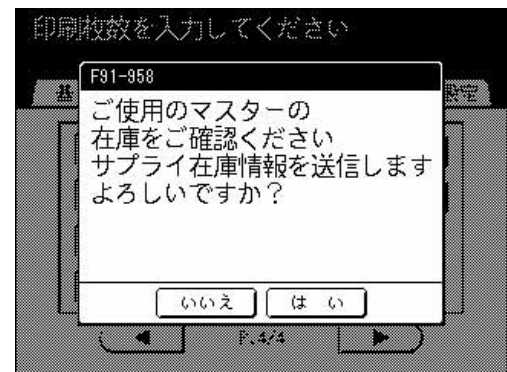 印刷枚数を入力してください
基
設定
F91-958
ご使用のマスターの
在庫をご確認ください
サプライ在庫情報を送信します
よろしいですか？
いいえ
は い
P.4/4